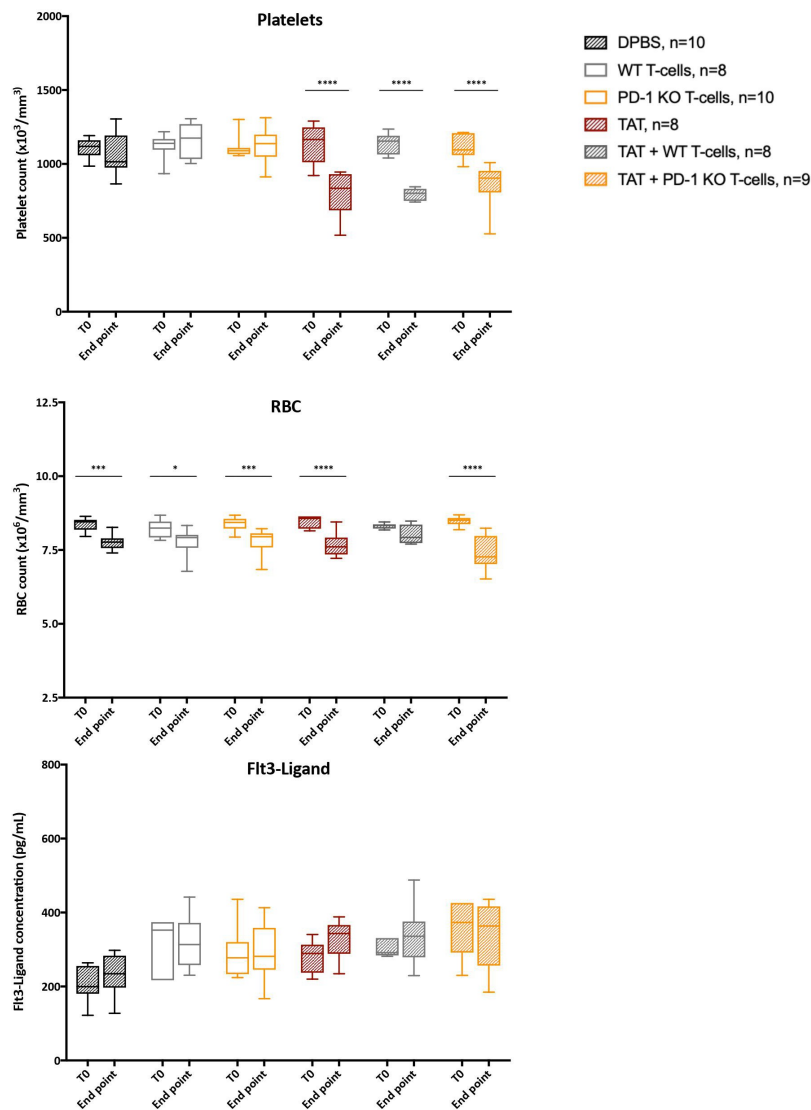 Platelets
2000
1500
1000
500
0
Platelet count (x10³/mm³)
**** **** ****
T0 End point T0 End point T0 End point T0 End point T0 End point T0 End point
DPBS, n=10
WT T-cells, n=8
PD-1 KO T-cells, n=10
TAT, n=8
TAT + WT T-cells, n=8
TAT + PD-1 KO T-cells, n=9
RBC
12.5
10.0
7.5
5.0
2.5
RBC count (x10⁶/mm³)
*** * *** **** ****
T0 End point T0 End point T0 End point T0 End point T0 End point T0 End point
Flt3-Ligand
800
600
400
200
0
Flt3-Ligand concentration (pg/mL)
T0 End point T0 End point T0 End point T0 End point T0 End point T0 End point